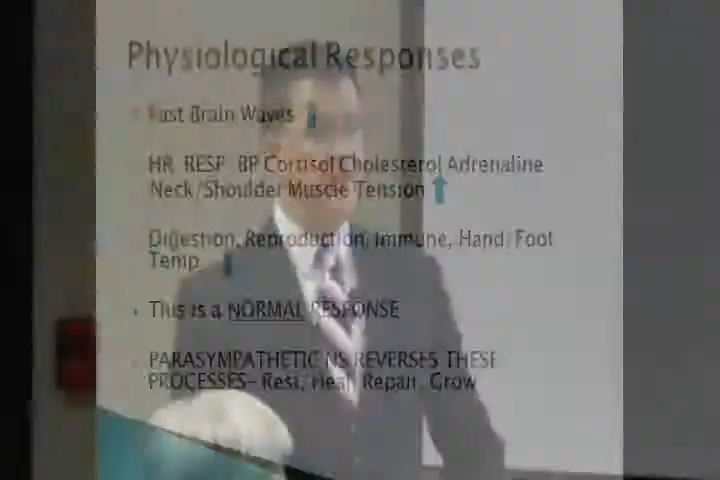 Physiological Responses
Fast Brain Waves
HR RESP BP Cortisol Cholesterol Adrenaline
Neck/Shoulder Muscle Tension
Digestion, Reproduction, Immune, Hand/Foot
Temp
This is a NORMAL RESPONSE
PARASYMPATHETIC NS REVERSES THESE
PROCESSES- Rest, Heal, Repair, Grow